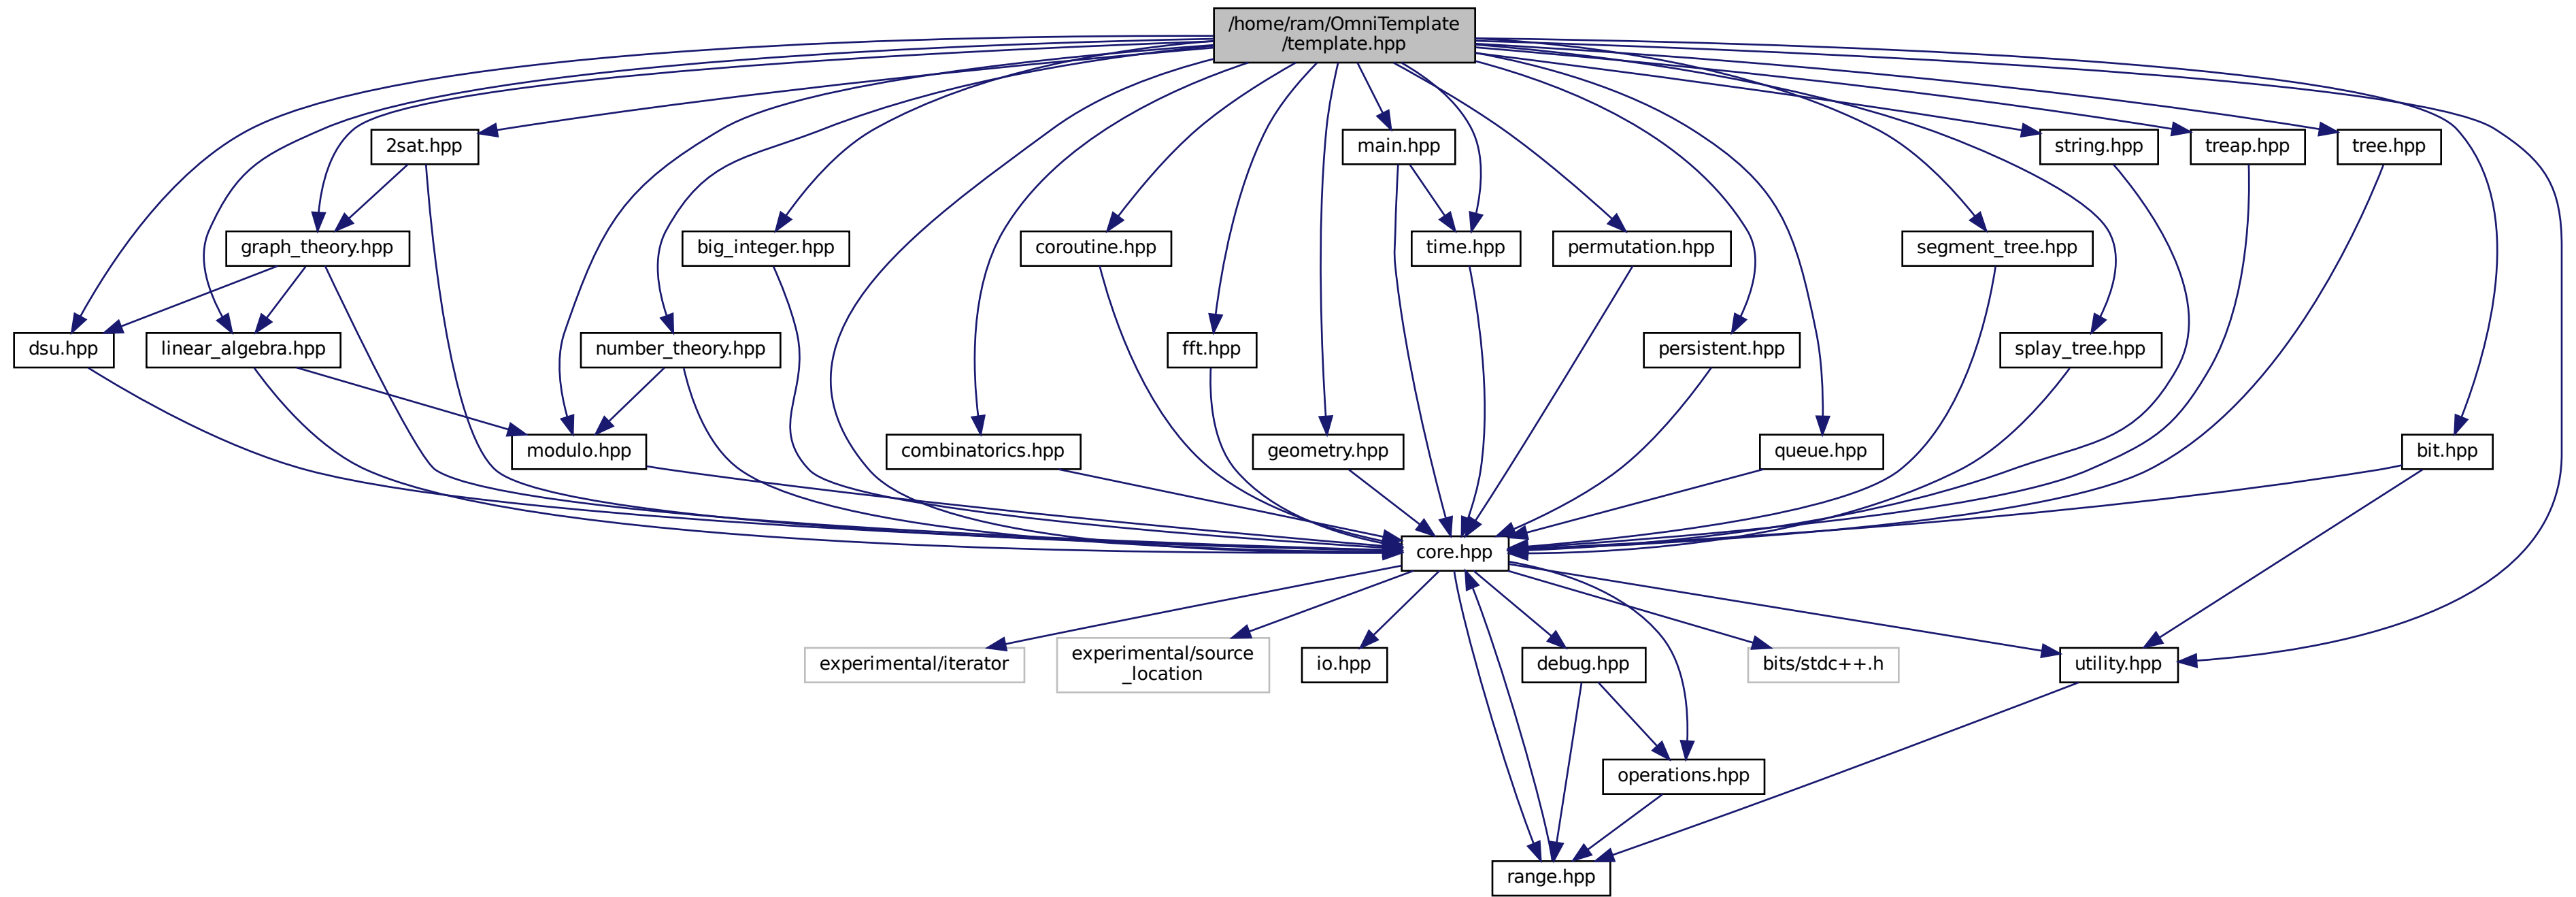 /home/ram/OmniTemplate
/template.hpp
2sat.hpp
main.hpp
string.hpp
treap.hpp
tree.hpp
graph_theory.hpp
big_integer.hpp
coroutine.hpp
time.hpp
permutation.hpp
segment_tree.hpp
dsu.hpp
linear_algebra.hpp
number_theory.hpp
fft.hpp
persistent.hpp
splay_tree.hpp
modulo.hpp
combinatorics.hpp
geometry.hpp
queue.hpp
bit.hpp
core.hpp
experimental/iterator
experimental/source
_location
io.hpp
debug.hpp
bits/stdc++.h
utility.hpp
operations.hpp
range.hpp